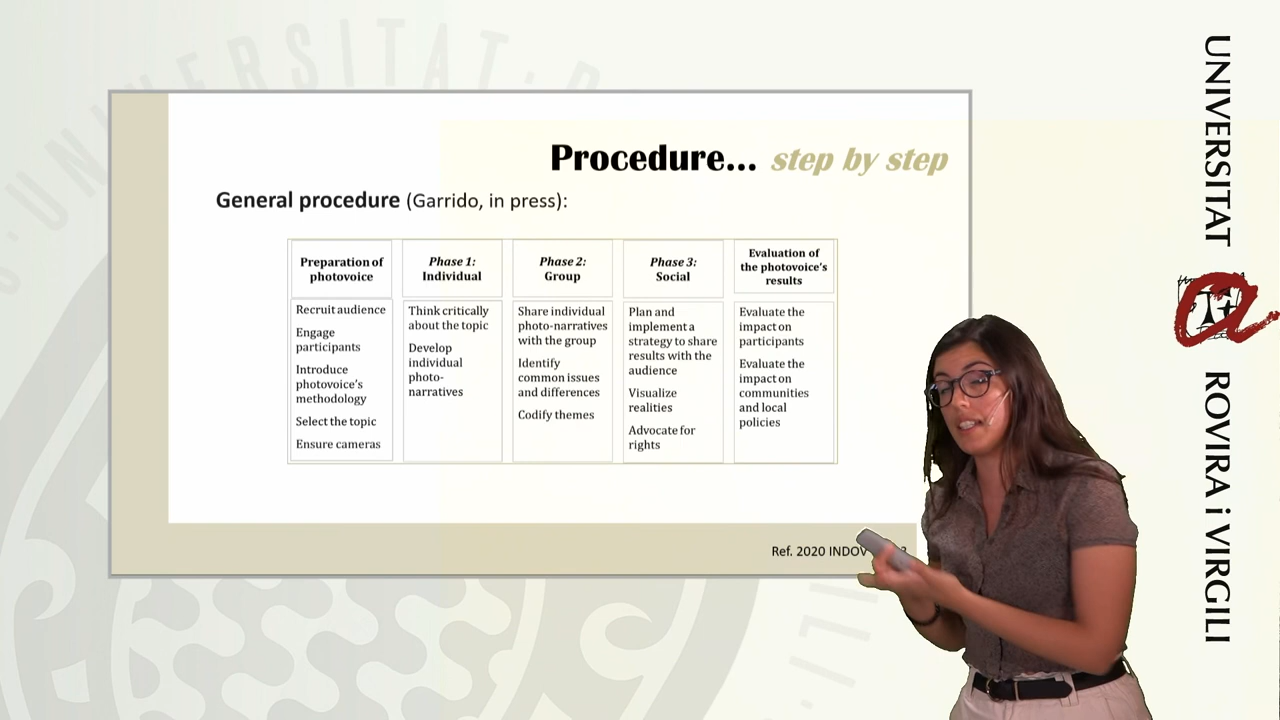 Procedure... step by step
General procedure (Garrido, in press):
Preparation of
photovoice
Recruit audience
Engage
participants
Introduce
photovoice's
methodology
Select the topic
Ensure cameras
Phase 1:
Individual
Think critically
about the topic
Develop
individual
photo-
narratives
Phase 2:
Group
Share individual
photo-narratives
with the group
Identify
common issues
and differences
Codify themes
Phase 3:
Social
Plan and
implement a
strategy to share
results with the
audience
Visualize
realities
Advocate for
rights
Evaluation of
the photovoice's
results
Evaluate the
impact on
participants
Evaluate the
impact on
communities
and local
policies
Ref. 2020 INDOV
UNIVERSITAT
ROVIRA i VIRGILI
UNIVERSITAT